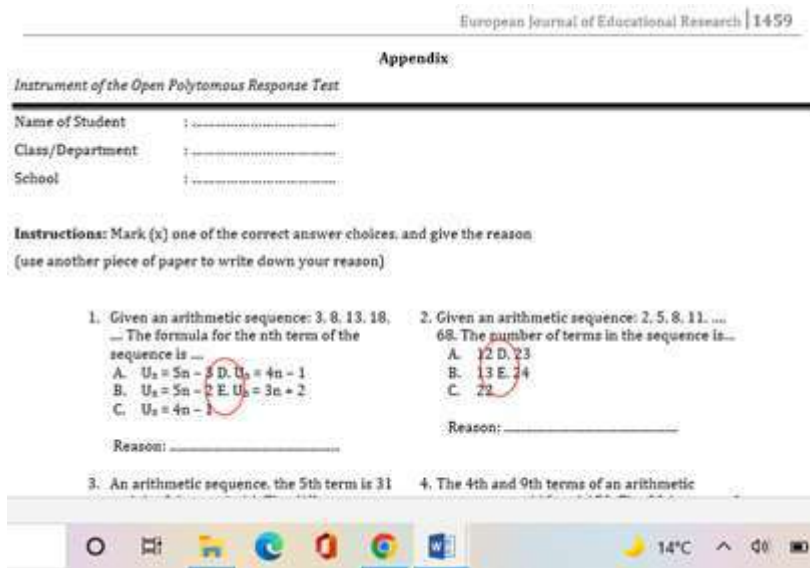 European Journal of Educational Research | 1459
Appendix
Instrument of the Open Polytomous Response Test
Name of Student : ........................................
Class/Department : ........................................
School : ........................................
Instructions: Mark (x) one of the correct answer choices, and give the reason
(use another piece of paper to write down your reason)
1. Given an arithmetic sequence: 3, 8, 13, 18,
.... The formula for the nth term of the
sequence is ....
A. Uₙ = 5n – 3 D. Uₙ = 4n – 1
B. Uₙ = 5n – 2 E. Uₙ = 3n + 2
C. Uₙ = 4n –
Reason:
2. Given an arithmetic sequence: 2, 5, 8, 11, ....
68. The number of terms in the sequence is...
A. 12 D. 23
B. 13 E. 24
C. 22
Reason:
3. An arithmetic sequence, the 5th term is 31
4. The 4th and 9th terms of an arithmetic
14°C